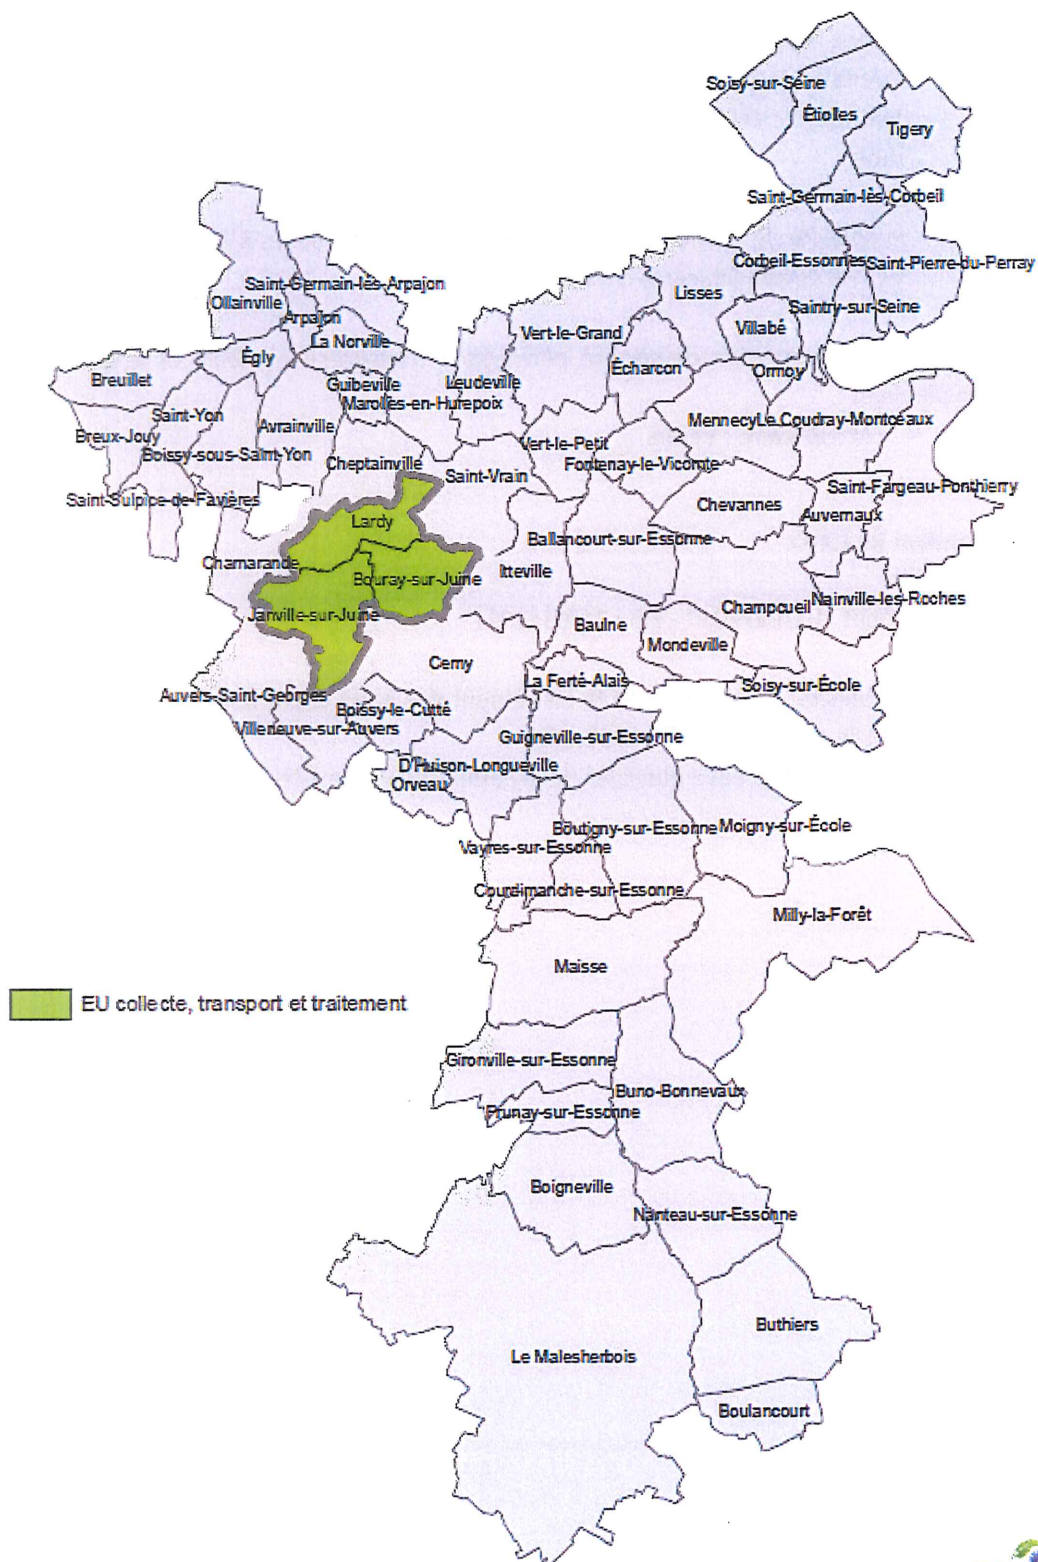 Soisy-sur-Seine
Étiolles
Tigery
Saint-Germain-lès-Corbeil
Corbeil-Essonnes
Saint-Pierre-du-Perray
Saint-Germain-lès-Arpajon
Lisses
Ollainville
Saintry-sur-Seine
Arpajon
Villabé
Vert-le-Grand
La Norville
Égly
Écharcon
Ormoy
Breuillet
Guibeville
Leudeville
Marolles-en-Hurepoix
Saint-Yon
Mennecy
Le Coudray-Montceaux
Avrainville
Breux-Jouy
Vert-le-Petit
Boissy-sous-Saint-Yon
Cheptainville
Fontenay-le-Vicomte
Saint-Vrain
Saint-Fargeau-Ponthierry
Saint-Sulpice-de-Favières
Chevannes
Auvernaux
Lardy
Ballancourt-sur-Essonne
Chamarande
Itteville
Bouray-sur-Juine
Nainville-les-Roches
Champcueil
Janville-sur-Juine
Baulne
Mondeville
Cerny
La Ferté-Alais
Soisy-sur-École
Auvers-Saint-Georges
Boissy-le-Cutté
Villeneuve-sur-Auvers
Guigneville-sur-Essonne
D'Huison-Longueville
Orveau
Boutigny-sur-Essonne
Moigny-sur-École
Vayres-sur-Essonne
Courdimanche-sur-Essonne
Milly-la-Forêt
Maisse
EU collecte, transport et traitement
Gironville-sur-Essonne
Buno-Bonnevaux
Prunay-sur-Essonne
Boigneville
Nanteau-sur-Essonne
Buthiers
Le Malesherbois
Boulancourt